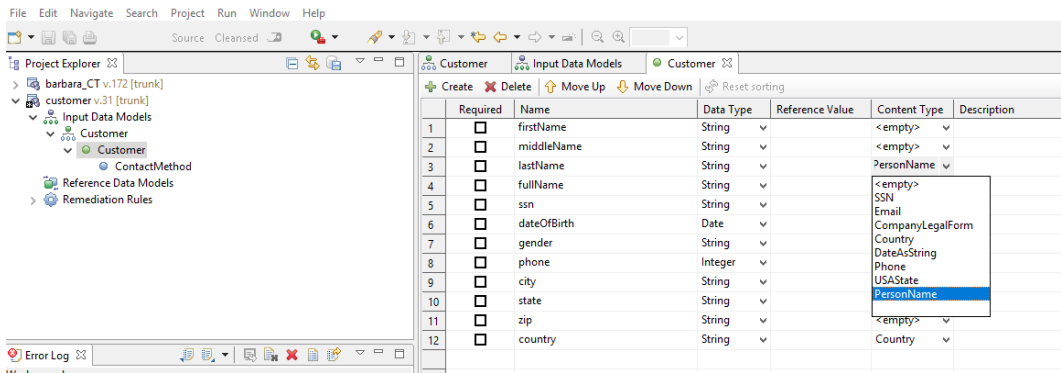 File Edit Navigate Search Project Run Window Help
Source Cleansed
Project Explorer
barbara_CT v.172 [trunk]
customer v.31 [trunk]
Input Data Models
Customer
Customer
ContactMethod
Reference Data Models
Remediation Rules
Error Log
Customer Input Data Models Customer
Create Delete Move Up Move Down Reset sorting
Required Name Data Type Reference Value Content Type Description
1 firstName String <empty>
2 middleName String <empty>
3 lastName String PersonName
4 fullName String
5 ssn String
6 dateOfBirth Date
7 gender String
8 phone Integer
9 city String
10 state String
11 zip String <empty>
12 country String Country
<empty>
SSN
Email
CompanyLegalForm
Country
DateAsString
Phone
USAState
PersonName